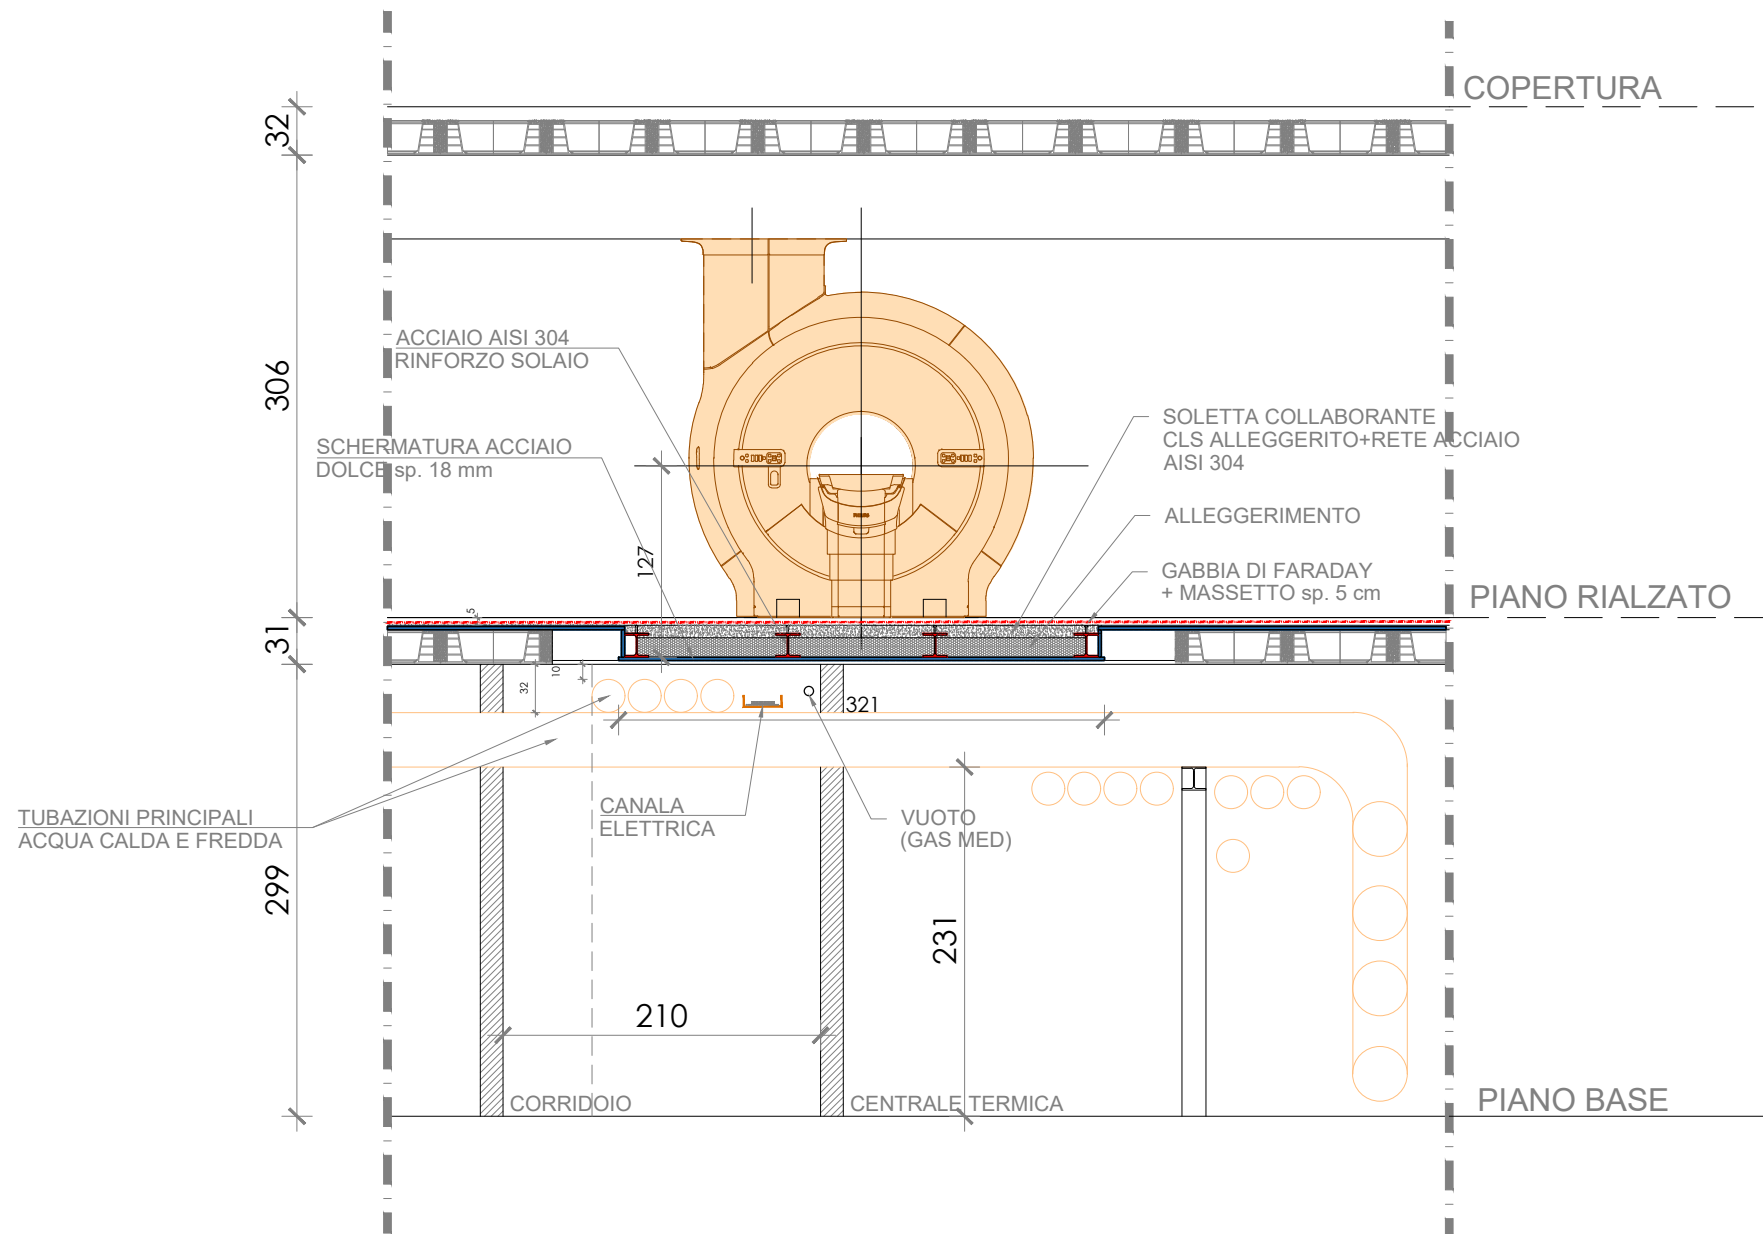 COPERTURA
32
306
ACCIAIO AISI 304
RINFORZO SOLAIO
SCHERMATURA ACCIAIO
DOLCE sp. 18 mm
SOLETTA COLLABORANTE
CLS ALLEGGERITO+RETE ACCIAIO
AISI 304
ALLEGGERIMENTO
127
GABBIA DI FARADAY
+ MASSETTO sp. 5 cm
PIANO RIALZATO
5
31
10
32
321
TUBAZIONI PRINCIPALI
ACQUA CALDA E FREDDA
CANALA
ELETTRICA
VUOTO
(GAS MED)
299
231
210
CORRIDOIO
CENTRALE TERMICA
PIANO BASE